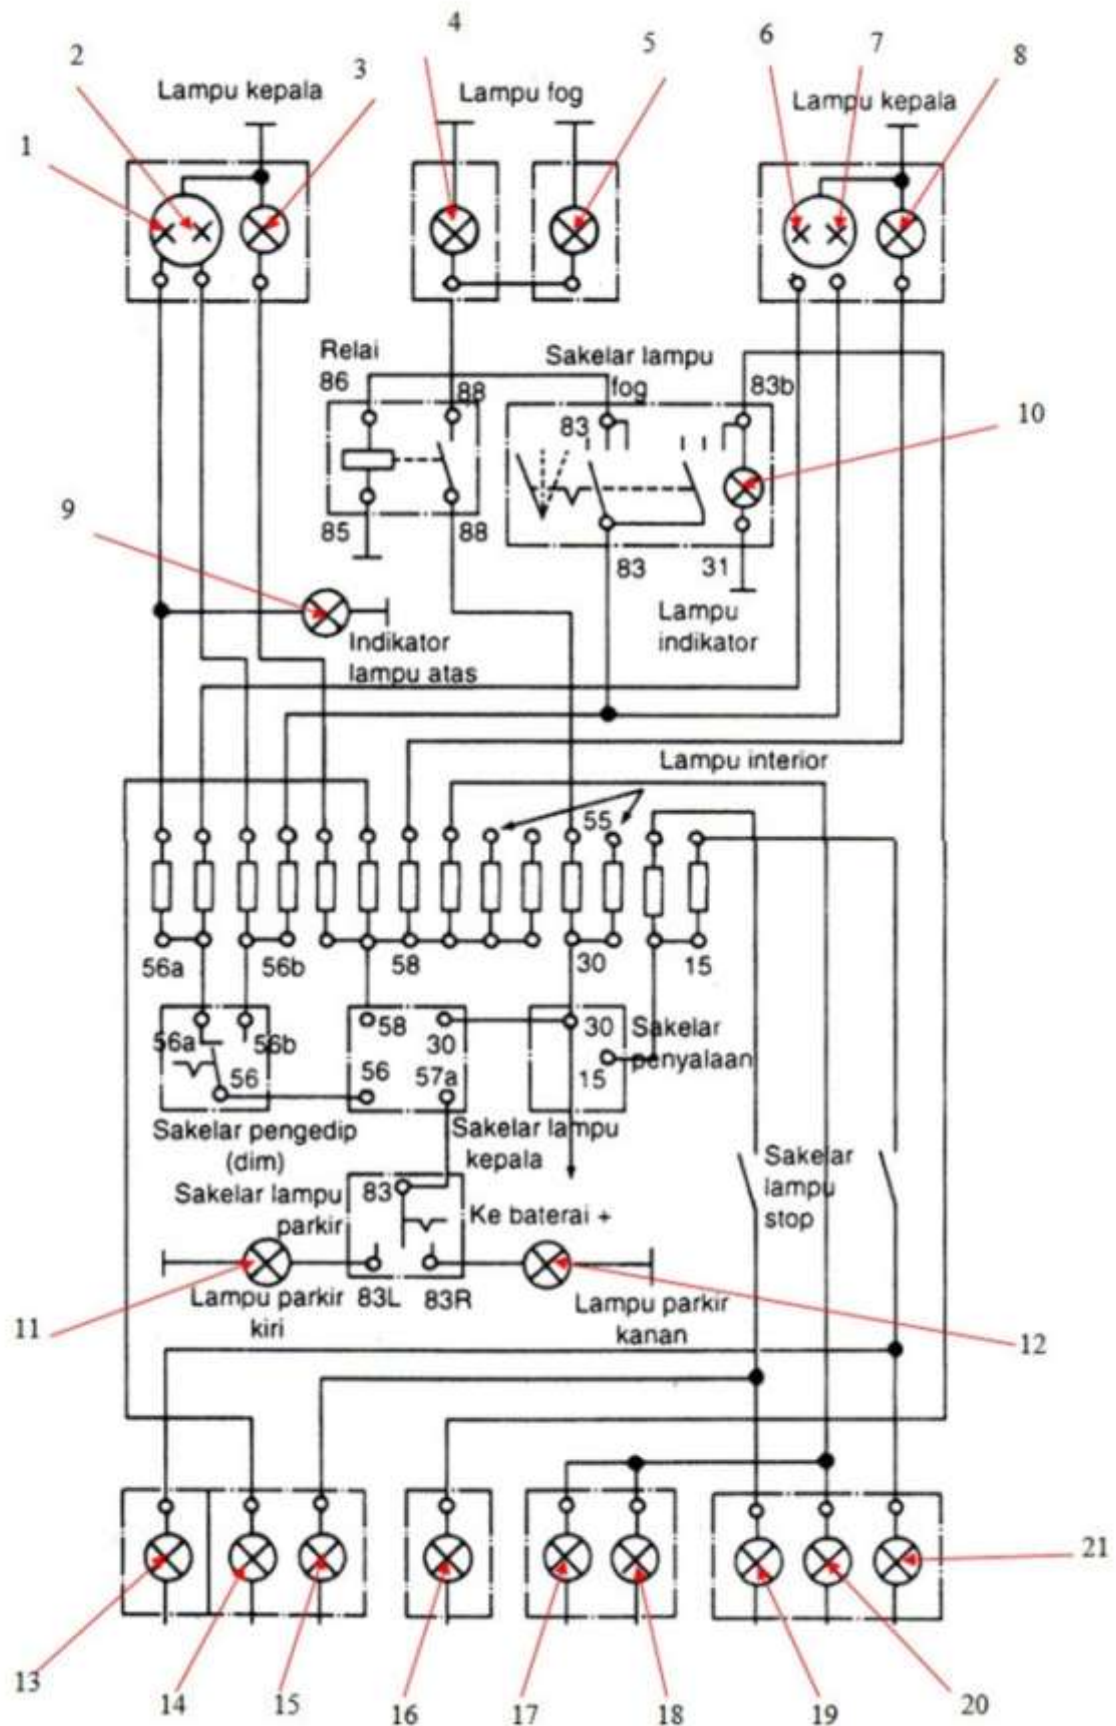 4
5
6
7
2
3
8
Lampu kepala
Lampu fog
Lampu kepala
1
Relai
86
88
Sakelar lampu
fog
83b
83
10
9
85
88
83
31
Lampu
indikator
Indikator
lampu atas
Lampu interior
55
56a
56b
58
30
15
56a
56b
58
30
30
Sakelar
penyalaan
56
56
57a
15
Sakelar pengedip
(dim)
Sakelar lampu
kepala
Sakelar
lampu
stop
Sakelar lampu
parkir
83
Ke baterai +
Lampu parkir
kiri
83L
83R
Lampu parkir
kanan
11
12
21
13
14
15
16
17
18
19
20